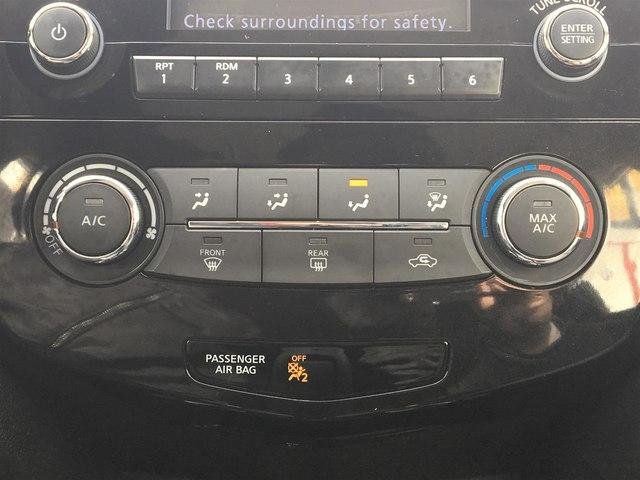 Check surroundings for safety.
TUNE SCROLL
ENTER
SETTING
RPT
1
RDM
2
3
4
5
6
A/C
OFF
MAX
A/C
FRONT
REAR
PASSENGER
AIR BAG
OFF
2